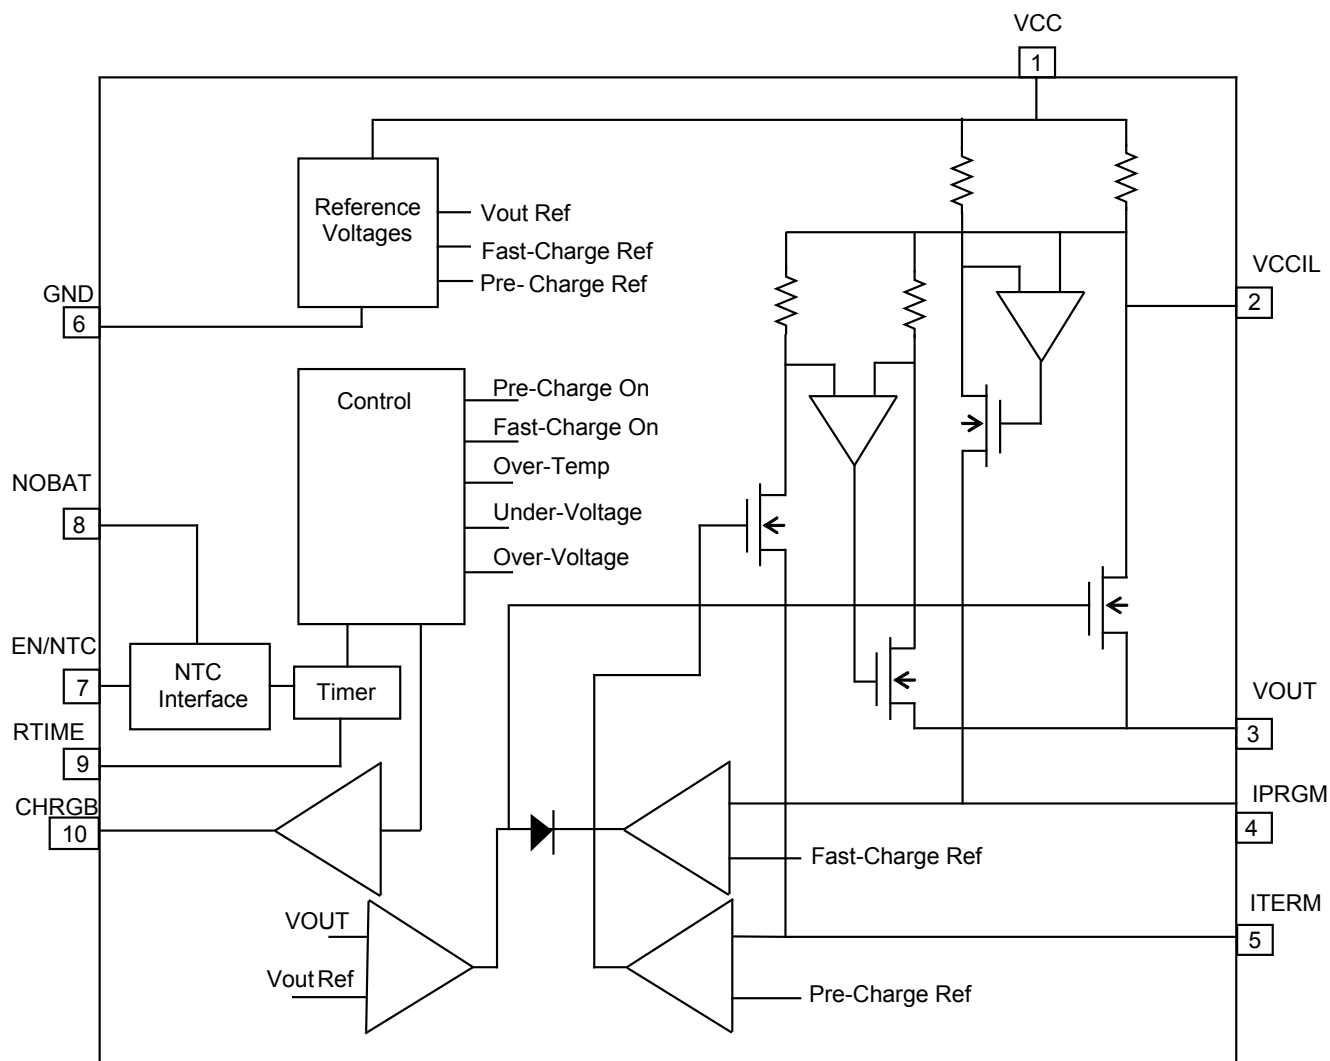 VCC
1
Reference
Voltages
Vout Ref
Fast-Charge Ref
Pre-Charge Ref
GND
6
VCCIL
2
Control
Pre-Charge On
Fast-Charge On
Over-Temp
Under-Voltage
Over-Voltage
NOBAT
8
EN/NTC
7
NTC
Interface
Timer
RTIME
9
CHRGB
10
VOUT
3
IPRGM
4
Fast-Charge Ref
ITERM
5
VOUT
Vout Ref
Pre-Charge Ref